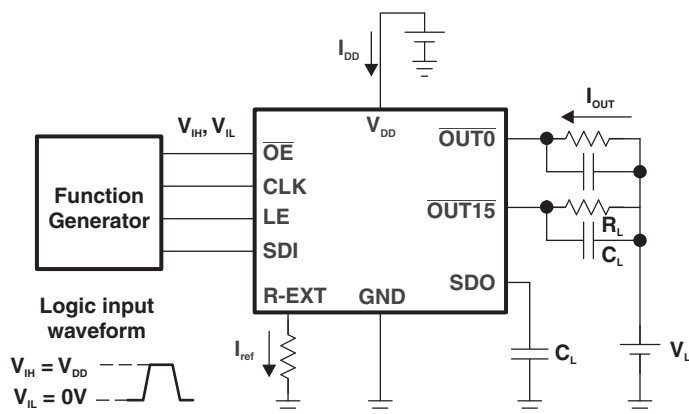 I_DD
V_IH, V_IL
V_DD
I_OUT
Function
Generator
OE
CLK
LE
SDI
OUT0
OUT15
R_L
C_L
R-EXT
GND
SDO
I_ref
C_L
V_L
Logic input
waveform
V_IH = V_DD
V_IL = 0V